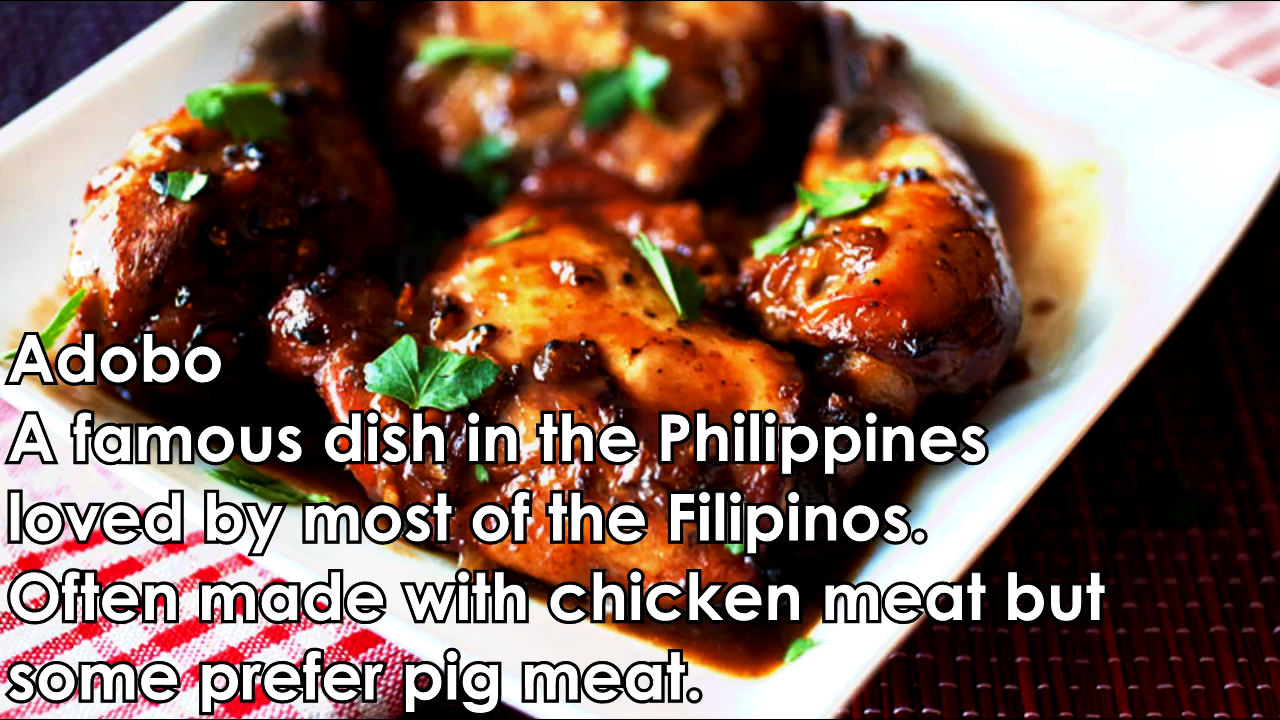 Adobo
A famous dish in the Philippines
loved by most of the Filipinos.
Often made with chicken meat but
some prefer pig meat.